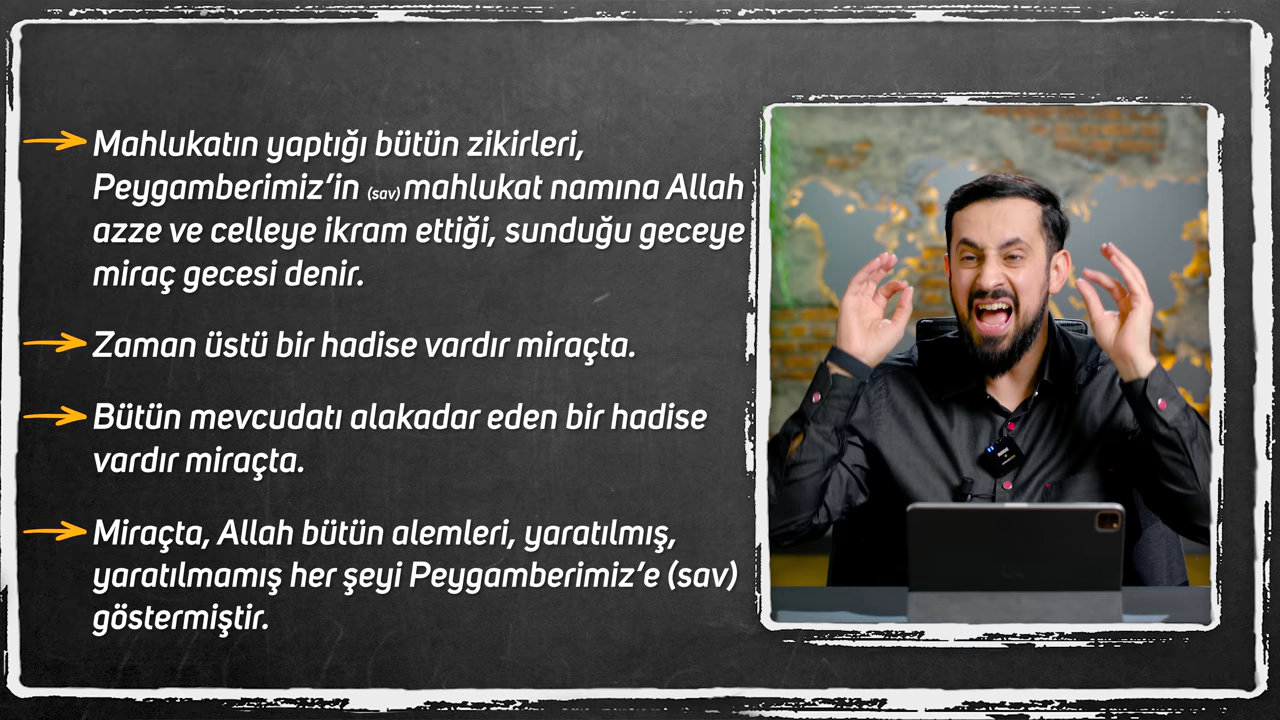 Mahlukatın yaptığı bütün zikirleri,
Peygamberimiz’in (sav) mahlukat namına Allah
azze ve celleye ikram ettiği, sunduğu geceye
miraç gecesi denir.
Zaman üstü bir hadise vardır miraçta.
Bütün mevcudatı alakadar eden bir hadise
vardır miraçta.
Miraçta, Allah bütün alemleri, yaratılmış,
yaratılmamış her şeyi Peygamberimiz’e (sav)
göstermiştir.